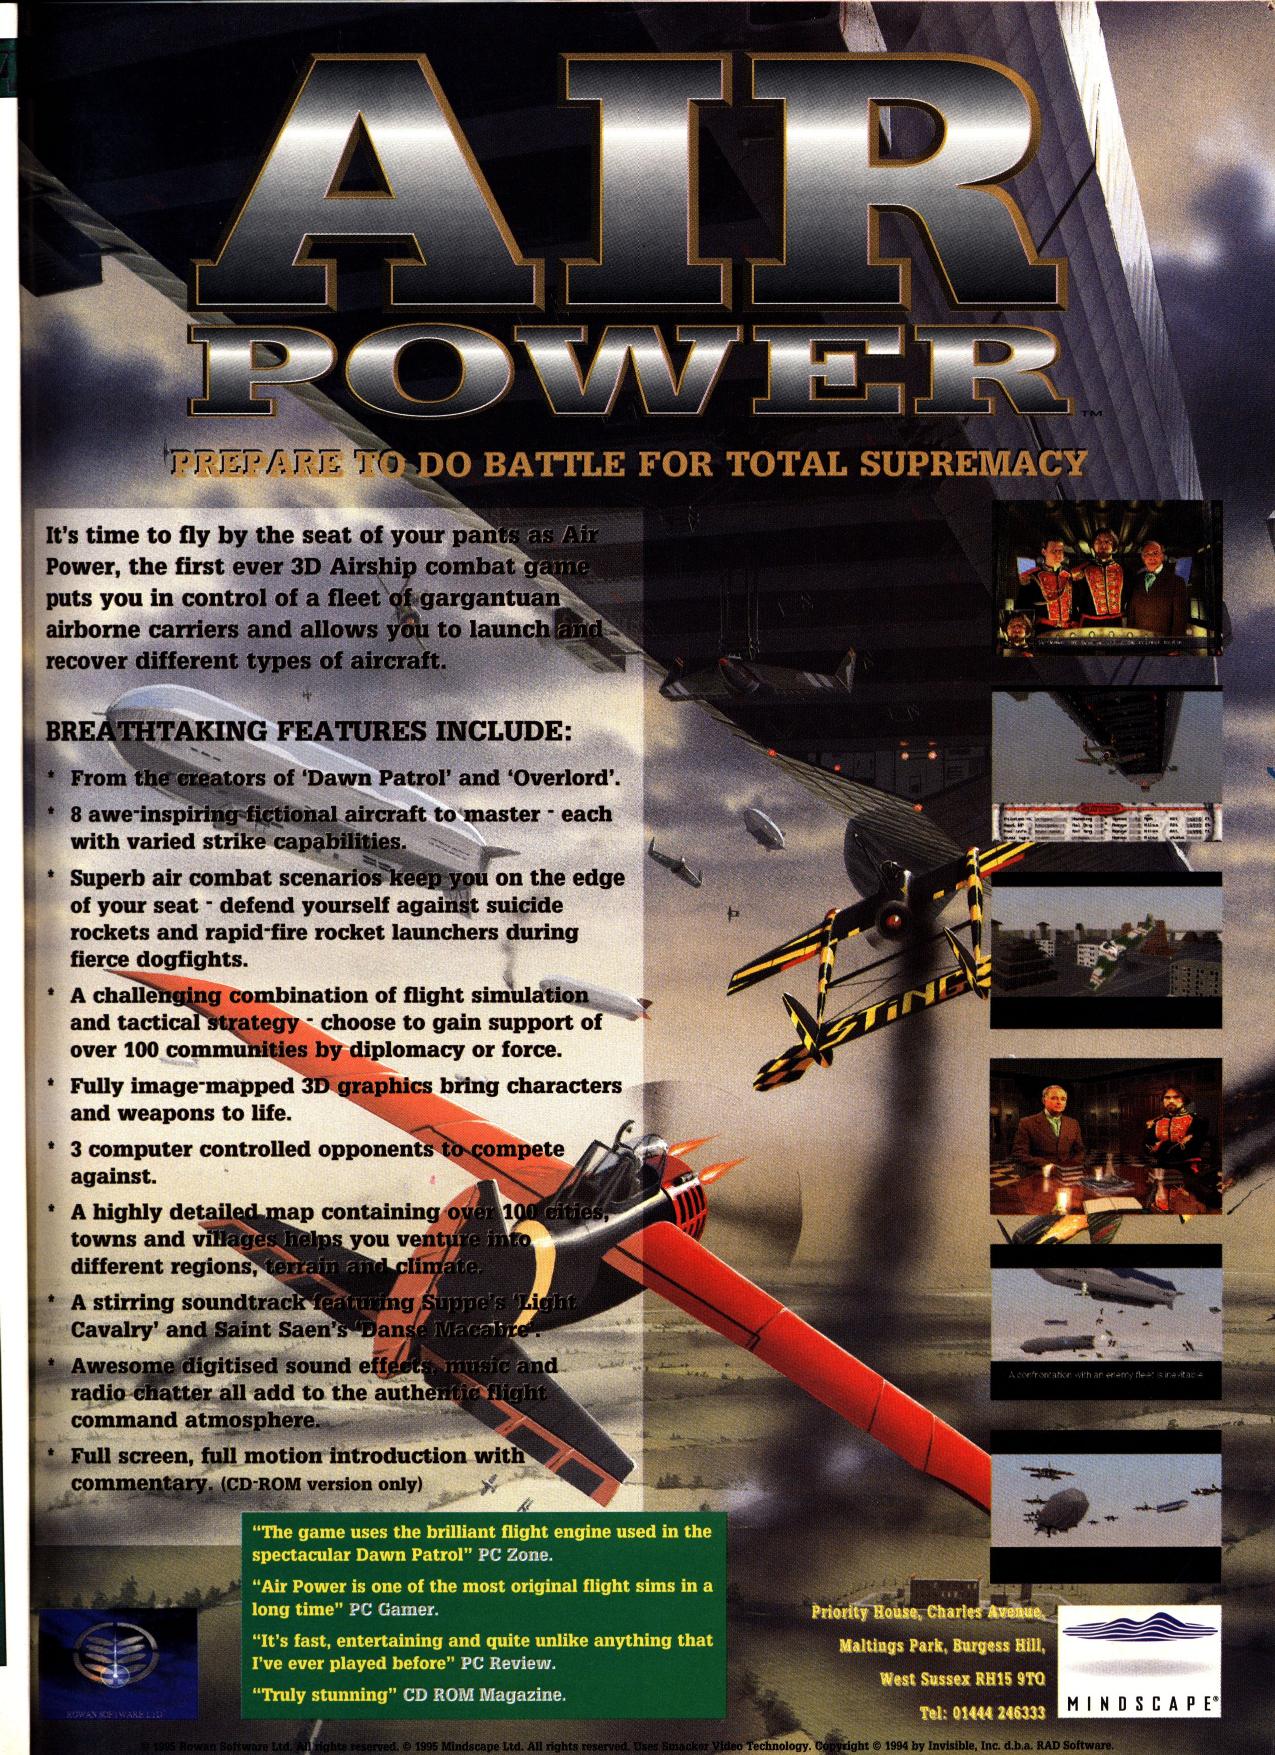 AIR
POWER™
PREPARE TO DO BATTLE FOR TOTAL SUPREMACY
It's time to fly by the seat of your pants as Air
Power, the first ever 3D Airship combat game
puts you in control of a fleet of gargantuan
airborne carriers and allows you to launch and
recover different types of aircraft.
BREATHTAKING FEATURES INCLUDE:
* From the creators of 'Dawn Patrol' and 'Overlord'.
* 8 awe-inspiring fictional aircraft to master - each
with varied strike capabilities.
* Superb air combat scenarios keep you on the edge
of your seat - defend yourself against suicide
rockets and rapid-fire rocket launchers during
fierce dogfights.
* A challenging combination of flight simulation
and tactical strategy - choose to gain support of
over 100 communities by diplomacy or force.
* Fully image-mapped 3D graphics bring characters
and weapons to life.
* 3 computer controlled opponents to compete
against.
* A highly detailed map containing over 100 cities,
towns and villages helps you venture into
different regions, terrain and climate.
* A stirring soundtrack featuring Suppe's 'Light
Cavalry' and Saint Saen's 'Danse Macabre'.
* Awesome digitised sound effects, music and
radio chatter all add to the authentic flight
command atmosphere.
* Full screen, full motion introduction with
commentary. (CD-ROM version only)
STING
A confrontation with an enemy fleet is inevitable
"The game uses the brilliant flight engine used in the
spectacular Dawn Patrol" PC Zone.
"Air Power is one of the most original flight sims in a
long time" PC Gamer.
"It's fast, entertaining and quite unlike anything that
I've ever played before" PC Review.
"Truly stunning" CD ROM Magazine.
ROWAN SOFTWARE LTD
Priority House, Charles Avenue,
Maltings Park, Burgess Hill,
West Sussex RH15 9TQ
Tel: 01444 246333
MINDSCAPE®
© 1995 Rowan Software Ltd. All rights reserved. © 1995 Mindscape Ltd. All rights reserved. Uses Smacker Video Technology. Copyright © 1994 by Invisible, Inc. d.b.a. RAD Software.